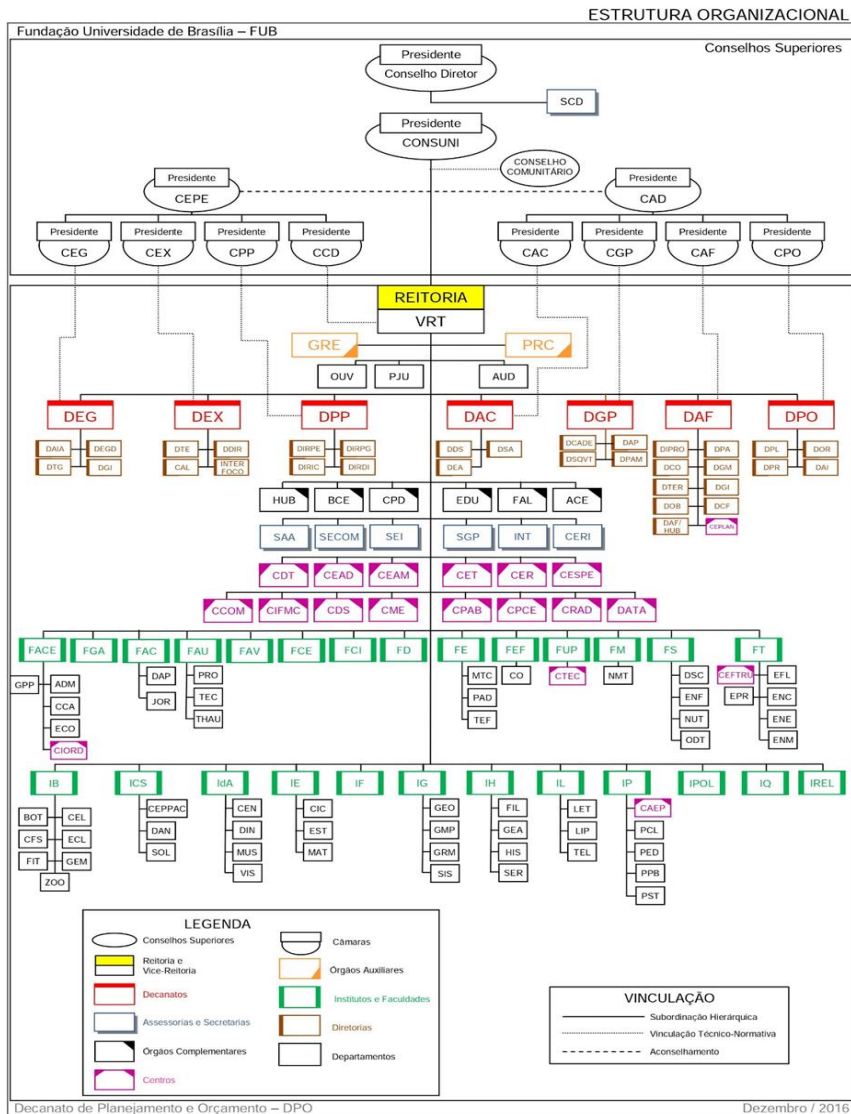 ESTRUTURA ORGANIZACIONAL
Fundação Universidade de Brasília – FUB
Conselhos Superiores
Presidente
Conselho Diretor
SCD
Presidente
CONSUNI
CONSELHO
COMUNITÁRIO
Presidente
CEPE
Presidente
CAD
Presidente Presidente Presidente Presidente Presidente Presidente Presidente Presidente
CEG CEX CPP CCD CAC CGP CAF CPO
REITORIA
VRT
GRE PRC
OUV PJU AUD
DEG DEX DPP DAC DGP DAF DPO
DAIA DEGD DTE DDIR DIRPE DIRPG DDS DSA DCADE DAP DIPRO DPA DPL DOR
DTG DGI CAL INTER FOCO DIRIC DIRDI DEA DSQVT DPAM DCO DGM DPR DAI
DTER DGI
DOB DCF
DAF/HUB CEPLAN
HUB BCE CPD EDU FAL ACE
SAA SECOM SEI SGP INT CERI
CDT CEAD CEAM CET CER CESPE
CCOM CIFMC CDS CME CPAB CPCE CRAD DATA
FACE FGA FAC FAU FAV FCE FCI FD FE FEF FUP FM FS FT
GPP ADM DAP PRO MTC CO CTEC NMT DSC CEFTRU EFL
CCA JOR TEC PAD ENF EPR ENC
ECO THAU TEF NUT ENE
CIORD ODT ENM
IB ICS IdA IE IF IG IH IL IP IPOL IQ IREL
BOT CEL CEPPAC CEN CIC GEO FIL LET CAEP
CFS ECL DAN DIN EST GMP GEA LIP PCL
FIT GEM SOL MUS MAT GRM HIS TEL PED
ZOO VIS SIS SER PPB
PST
LEGENDA
Conselhos Superiores
Câmaras
Reitoria e
Vice-Reitoria
Órgãos Auxiliares
Decanatos
Institutos e Faculdades
Assessorias e Secretarias
Diretorias
Órgãos Complementares
Departamentos
Centros
VINCULAÇÃO
Subordinação Hierárquica
Vinculação Técnico-Normativa
Aconselhamento
Decanato de Planejamento e Orçamento – DPO
Dezembro / 2016